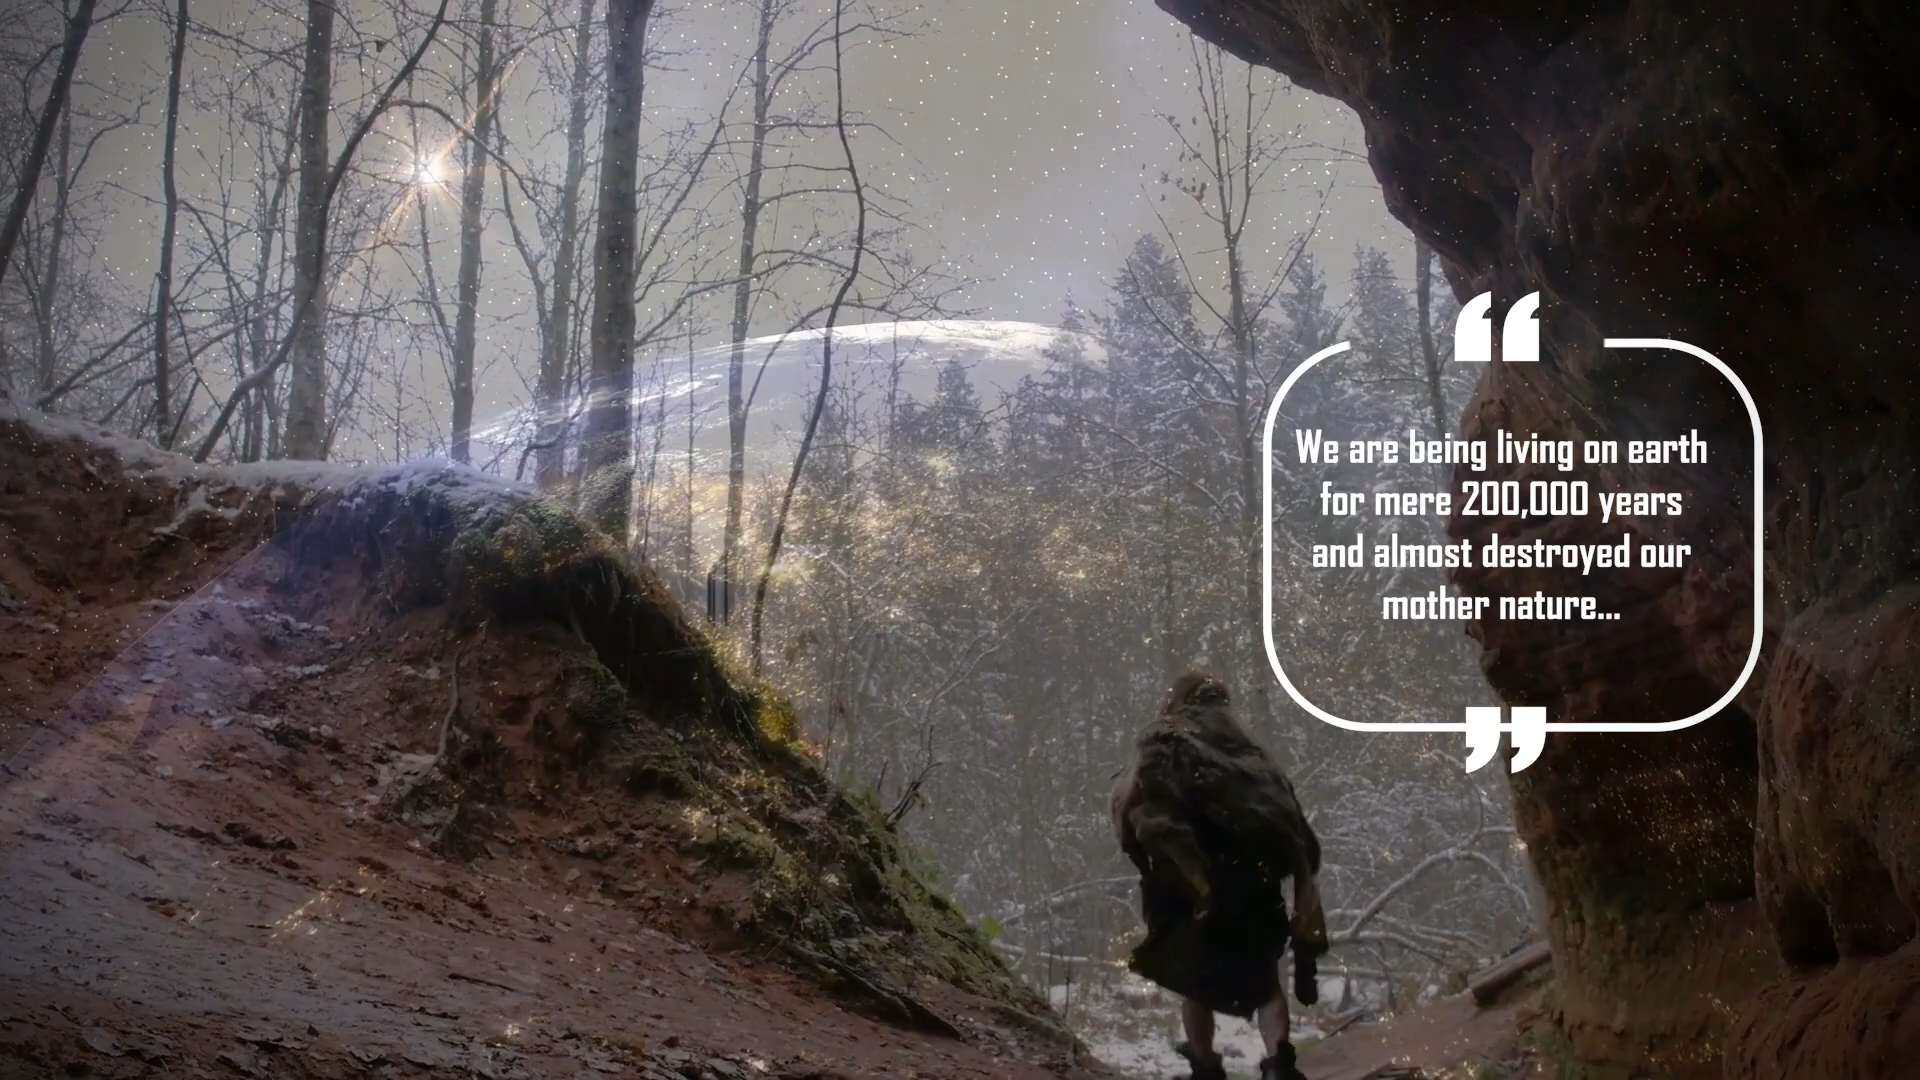 We are being living on earth
for mere 200,000 years
and almost destroyed our
mother nature...